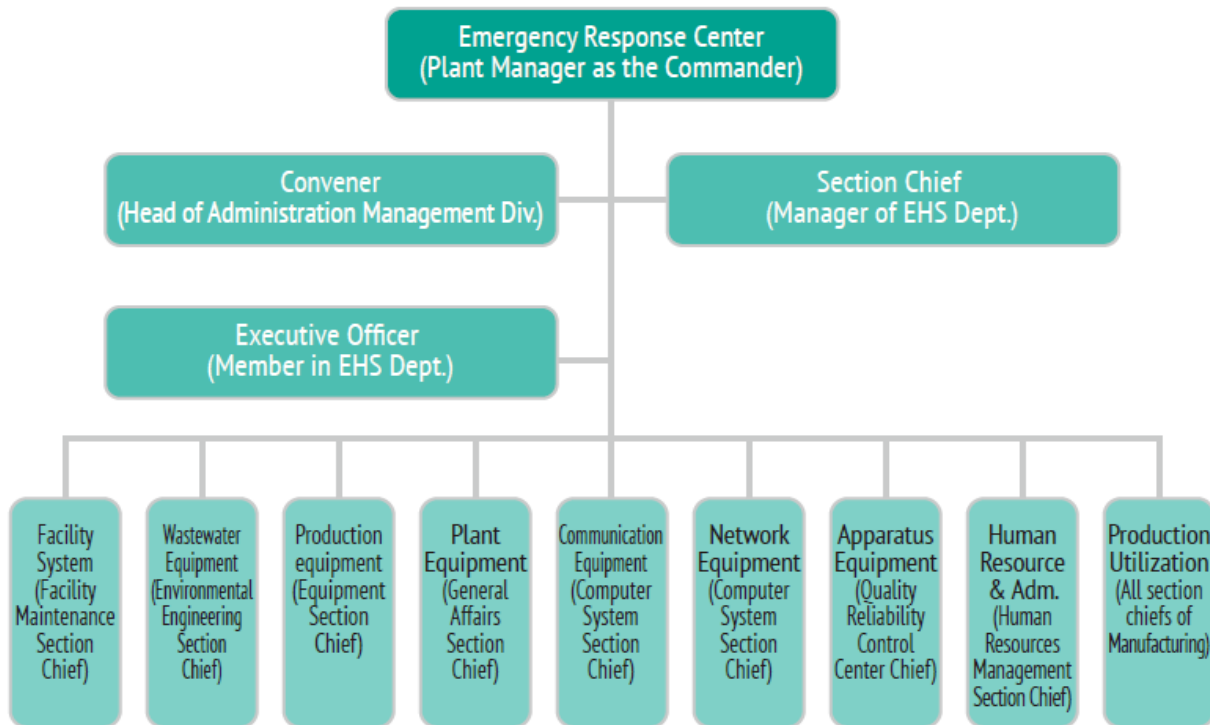 Emergency Response Center
(Plant Manager as the Commander)
Convener
(Head of Administration Management Div.)
Section Chief
(Manager of EHS Dept.)
Executive Officer
(Member in EHS Dept.)
Facility
System
(Facility
Maintenance
Section
Chief)
Wastewater
Equipment
(Environmental
Engineering
Section
Chief)
Production
equipment
(Equipment
Section
Chief)
Plant
Equipment
(General
Affairs
Section
Chief)
Communication
Equipment
(Computer
System
Section
Chief)
Network
Equipment
(Computer
System
Section
Chief)
Apparatus
Equipment
(Quality
Reliability
Control
Center Chief)
Human
Resource
& Adm.
(Human
Resources
Management
Section Chief)
Production
Utilization
(All section
chiefs of
Manufacturing)